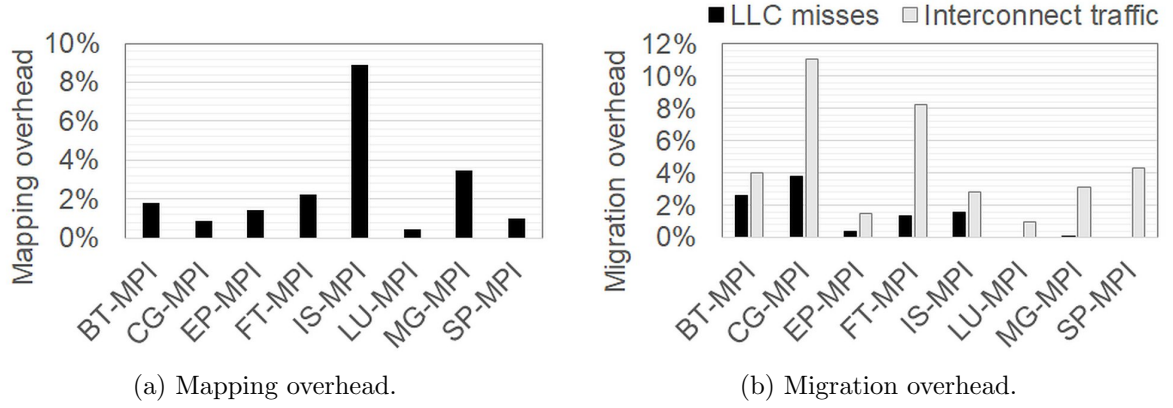 Mapping overhead
10%
8%
6%
4%
2%
0%
BT-MPI
CG-MPI
EP-MPI
FT-MPI
IS-MPI
LU-MPI
MG-MPI
SP-MPI
(a) Mapping overhead.
LLC misses Interconnect traffic
Migration overhead
12%
10%
8%
6%
4%
2%
0%
BT-MPI
CG-MPI
EP-MPI
FT-MPI
IS-MPI
LU-MPI
MG-MPI
SP-MPI
(b) Migration overhead.